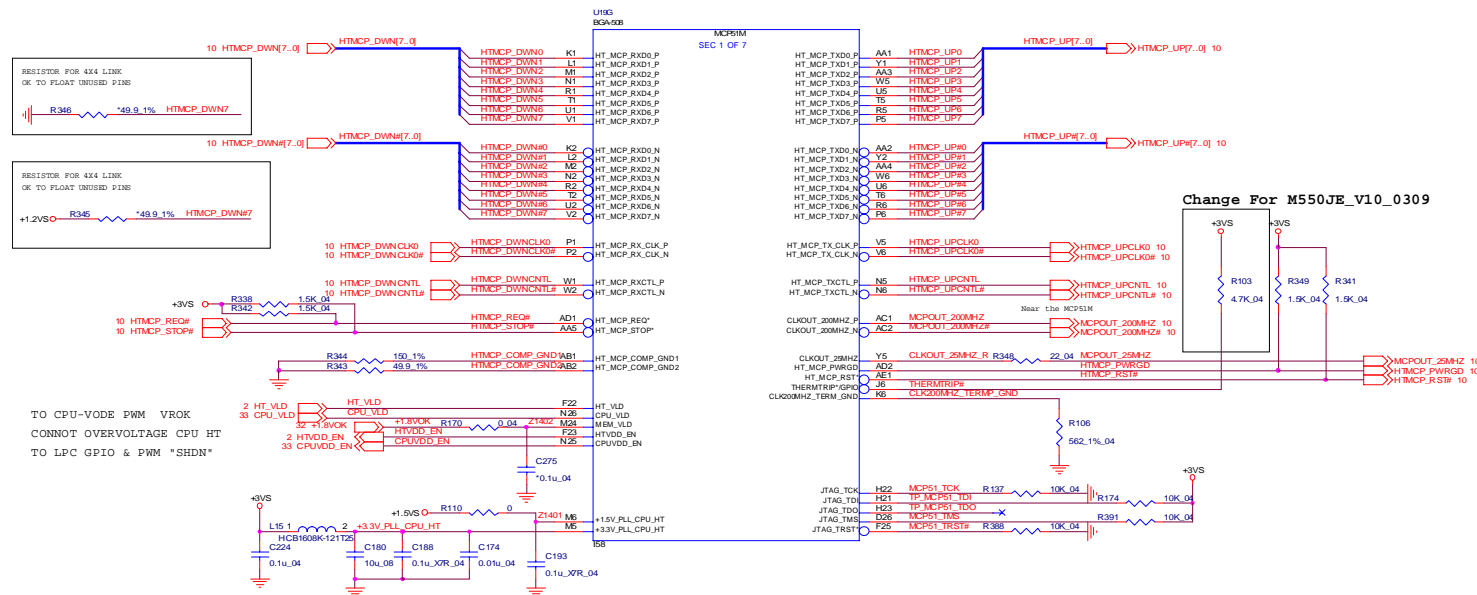 U19G
BGA-508
MCP51M
SEC 1 OF 7
10 HTMCP_DWN[7..0]
HTMCP_DWN[7..0]
HTMCP_DWN0 K1 HT_MCP_RXD0_P
HTMCP_DWN1 L1 HT_MCP_RXD1_P
HTMCP_DWN2 M1 HT_MCP_RXD2_P
HTMCP_DWN3 N1 HT_MCP_RXD3_P
HTMCP_DWN4 R1 HT_MCP_RXD4_P
HTMCP_DWN5 T1 HT_MCP_RXD5_P
HTMCP_DWN6 U1 HT_MCP_RXD6_P
HTMCP_DWN7 V1 HT_MCP_RXD7_P
RESISTOR FOR 4X4 LINK
OK TO FLOAT UNUSED PINS
R346 *49.9_1% HTMCP_DWN7
10 HTMCP_DWN#[7..0]
HTMCP_DWN#[7..0]
HTMCP_DWN#0 K2 HT_MCP_RXD0_N
HTMCP_DWN#1 L2 HT_MCP_RXD1_N
HTMCP_DWN#2 M2 HT_MCP_RXD2_N
HTMCP_DWN#3 N2 HT_MCP_RXD3_N
HTMCP_DWN#4 R2 HT_MCP_RXD4_N
HTMCP_DWN#5 T2 HT_MCP_RXD5_N
HTMCP_DWN#6 U2 HT_MCP_RXD6_N
HTMCP_DWN#7 V2 HT_MCP_RXD7_N
RESISTOR FOR 4X4 LINK
OK TO FLOAT UNUSED PINS
+1.2VS R345 *49.9_1% HTMCP_DWN#7
10 HTMCP_DWNCLK0 HTMCP_DWNCLK0 P1 HT_MCP_RX_CLK_P
10 HTMCP_DWNCLK0# HTMCP_DWNCLK0# P2 HT_MCP_RX_CLK_N
10 HTMCP_DWNCNTL HTMCP_DWNCNTL W1 HT_MCP_RXCTL_P
10 HTMCP_DWNCNTL# HTMCP_DWNCNTL# W2 HT_MCP_RXCTL_N
+3VS R338 1.5K_04
R342 1.5K_04
10 HTMCP_REQ# HTMCP_REQ# AD1 HT_MCP_REQ*
10 HTMCP_STOP# HTMCP_STOP# AA5 HT_MCP_STOP*
R344 150_1% HTMCP_COMP_GND1 AB1 HT_MCP_COMP_GND1
R343 49.9_1% HTMCP_COMP_GND2 AB2 HT_MCP_COMP_GND2
TO CPU-VODE PWM VROK
CONNOT OVERVOLTAGE CPU HT
TO LPC GPIO & PWM "SHDN"
2 HT_VLD HT_VLD F22 HT_VLD
33 CPU_VLD CPU_VLD N26 CPU_VLD
32 +1.8VOK R170 0_04 Z1402 M24 MEM_VLD
2 HTVDD_EN HTVDD_EN F23 HTVDD_EN
33 CPUVDD_EN CPUVDD_EN N25 CPUVDD_EN
C275
*0.1u_04
+1.5VS R110 0 Z1401 M6 +1.5V_PLL_CPU_HT
+3VS
L15 1 2 +3.3V_PLL_CPU_HT M5 +3.3V_PLL_CPU_HT
HCB1608K-121T25
C224
0.1u_04
C180
10u_08
C188
0.1u_X7R_04
C174
0.01u_04
C193
0.1u_X7R_04
I58
HT_MCP_TXD0_P AA1 HTMCP_UP0
HT_MCP_TXD1_P Y1 HTMCP_UP1
HT_MCP_TXD2_P AA3 HTMCP_UP2
HT_MCP_TXD3_P W5 HTMCP_UP3
HT_MCP_TXD4_P U5 HTMCP_UP4
HT_MCP_TXD5_P T5 HTMCP_UP5
HT_MCP_TXD6_P R5 HTMCP_UP6
HT_MCP_TXD7_P P5 HTMCP_UP7
HTMCP_UP[7..0]
HTMCP_UP[7..0] 10
HT_MCP_TXD0_N AA2 HTMCP_UP#0
HT_MCP_TXD1_N Y2 HTMCP_UP#1
HT_MCP_TXD2_N AA4 HTMCP_UP#2
HT_MCP_TXD3_N W6 HTMCP_UP#3
HT_MCP_TXD4_N U6 HTMCP_UP#4
HT_MCP_TXD5_N T6 HTMCP_UP#5
HT_MCP_TXD6_N R6 HTMCP_UP#6
HT_MCP_TXD7_N P6 HTMCP_UP#7
HTMCP_UP#[7..0]
HTMCP_UP#[7..0] 10
Change For M550JE_V10_0309
+3VS +3VS
R103
4.7K_04
R349
1.5K_04
R341
1.5K_04
HT_MCP_TX_CLK_P V5 HTMCP_UPCLK0 HTMCP_UPCLK0 10
HT_MCP_TX_CLK_N V6 HTMCP_UPCLK0# HTMCP_UPCLK0# 10
HT_MCP_TXCTL_P N5 HTMCP_UPCNTL HTMCP_UPCNTL 10
HT_MCP_TXCTL_N N6 HTMCP_UPCNTL# HTMCP_UPCNTL# 10
Near the MCP51M
CLKOUT_200MHZ_P AC1 MCPOUT_200MHZ MCPOUT_200MHZ 10
CLKOUT_200MHZ_N AC2 MCPOUT_200MHZ# MCPOUT_200MHZ# 10
CLKOUT_25MHZ Y5 CLKOUT_25MHZ_R R348 22_04 MCPOUT_25MHZ MCPOUT_25MHZ 10
HT_MCP_PWRGD AD2 HTMCP_PWRGD HTMCP_PWRGD 10
HT_MCP_RST* AE1 HTMCP_RST# HTMCP_RST# 10
THERMTRIP*/GPIO J6 THERMTRIP#
CLK200MHZ_TERM_GND K6 CLK200MHZ_TERMP_GND
R106
562_1%_04
+3VS
JTAG_TCK H22 MCP51_TCK R137 10K_04
JTAG_TDI H21 TP_MCP51_TDI R174 10K_04
JTAG_TDO H23 TP_MCP51_TDO
JTAG_TMS D26 MCP51_TMS R391 10K_04
JTAG_TRST* F25 MCP51_TRST# R388 10K_04